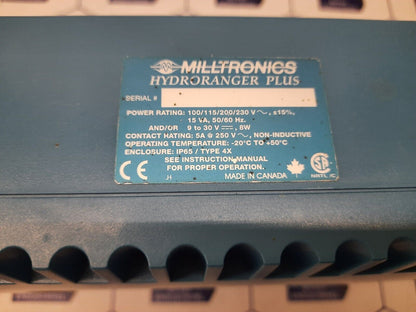 MILLTRONICS
HYDRORANGER PLUS
SERIAL #
POWER RATING: 100/115/200/230 V ~, ±15%,
15 VA, 50/60 Hz.
AND/OR 9 to 30 V ⎓, 8W
CONTACT RATING: 5A @ 250 V ~, NON-INDUCTIVE
OPERATING TEMPERATURE: -20°C TO +50°C
ENCLOSURE: IP65 / TYPE 4X
SEE INSTRUCTION MANUAL
FOR PROPER OPERATION.
CE JH MADE IN CANADA
NRTL/C